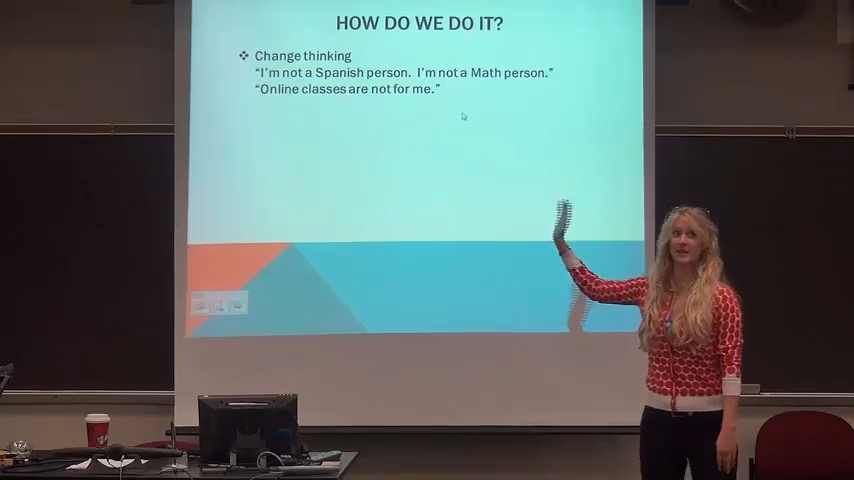 HOW DO WE DO IT?
❖ Change thinking
“I’m not a Spanish person. I’m not a Math person.”
“Online classes are not for me.”